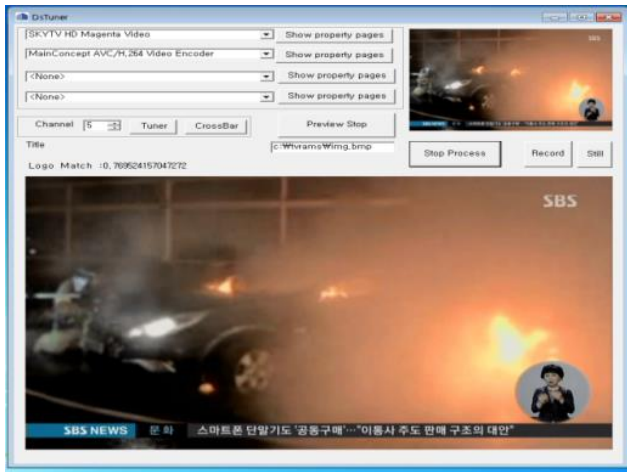 DsTuner
SKYTV HD Magenta Video
Show property pages
MainConcept AVC/H.264 Video Encoder
Show property pages
<None>
Show property pages
<None>
Show property pages
Channel 5 Tuner CrossBar
Preview Stop
Title
c:₩tvrams₩img.bmp
Stop Process
Record
Still
Logo Match :0.769524157047272
SBS
SBS
SBS NEWS 문화 스마트폰 단말기도 '공동구매'…"이통사 주도 판매 구조의 대안"